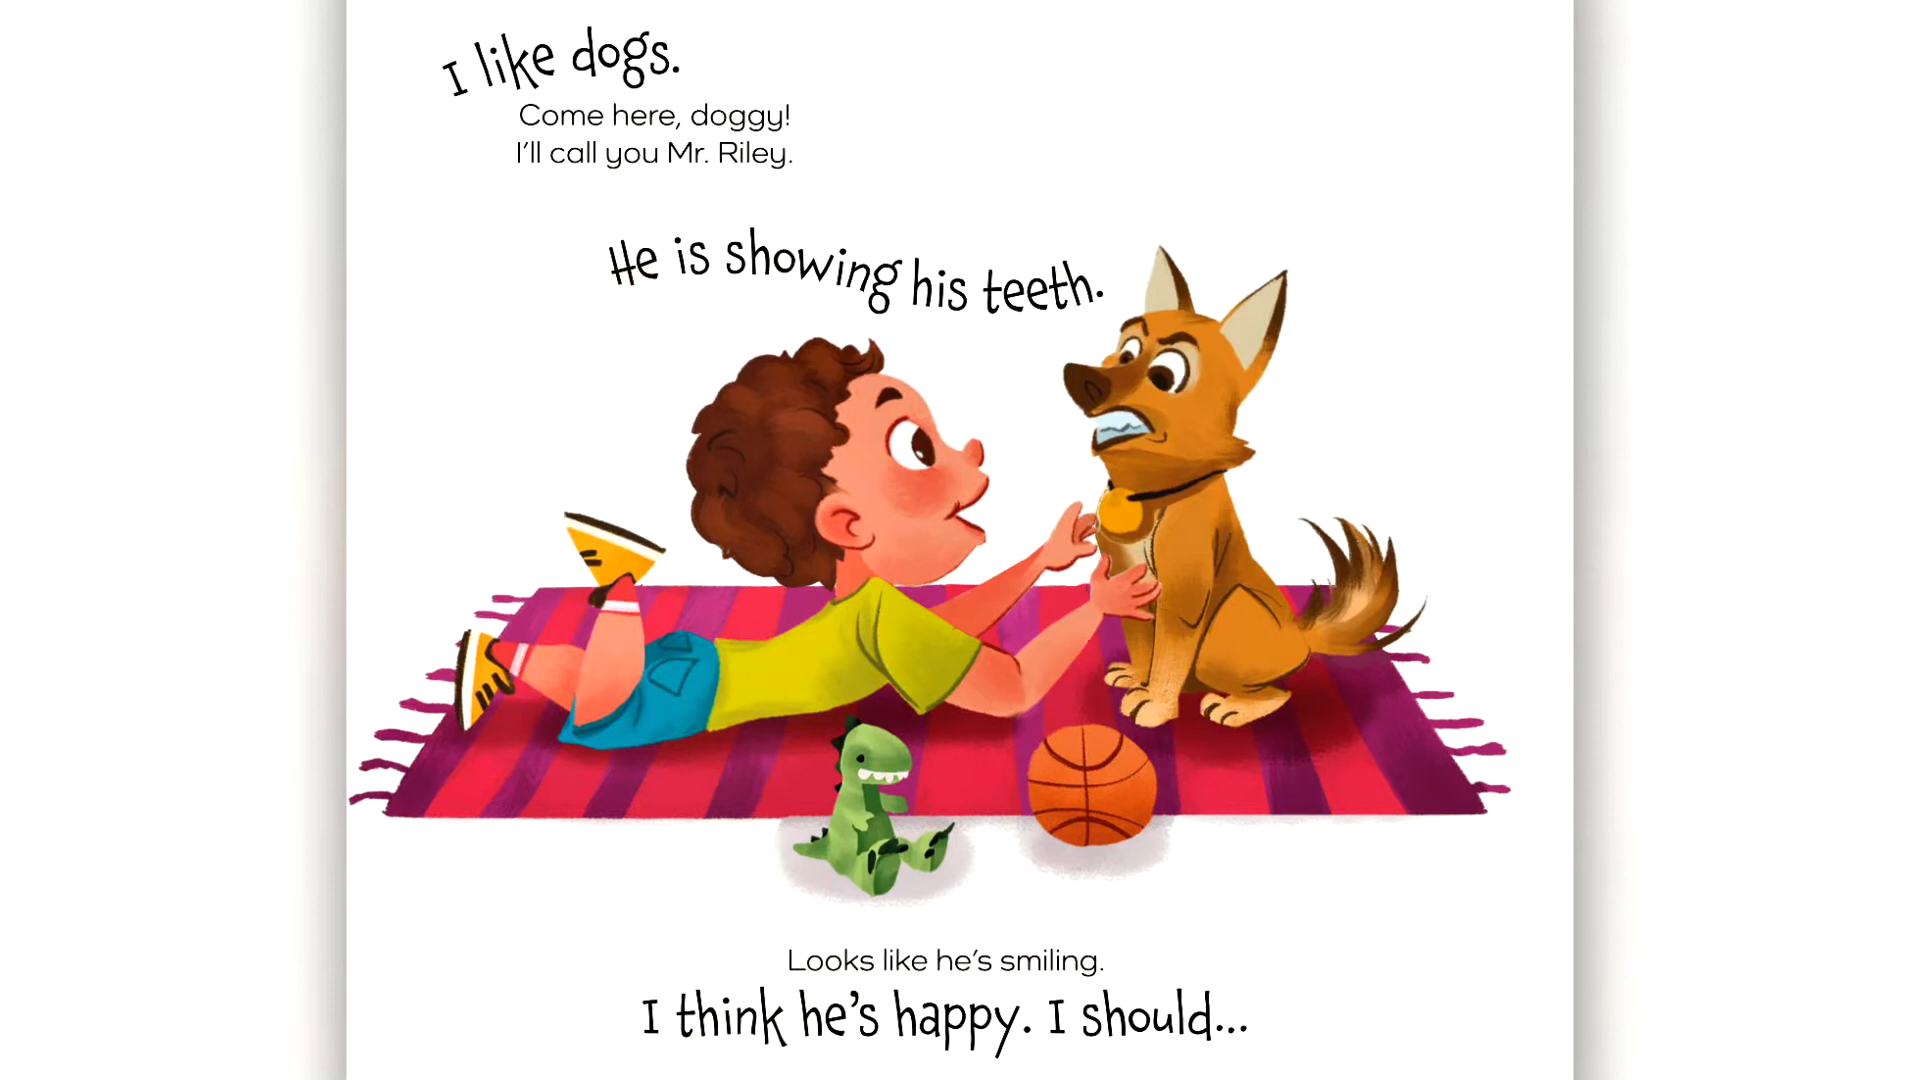 I like dogs.
Come here, doggy!
I'll call you Mr. Riley.
He is showing his teeth.
Looks like he's smiling.
I think he's happy. I should...